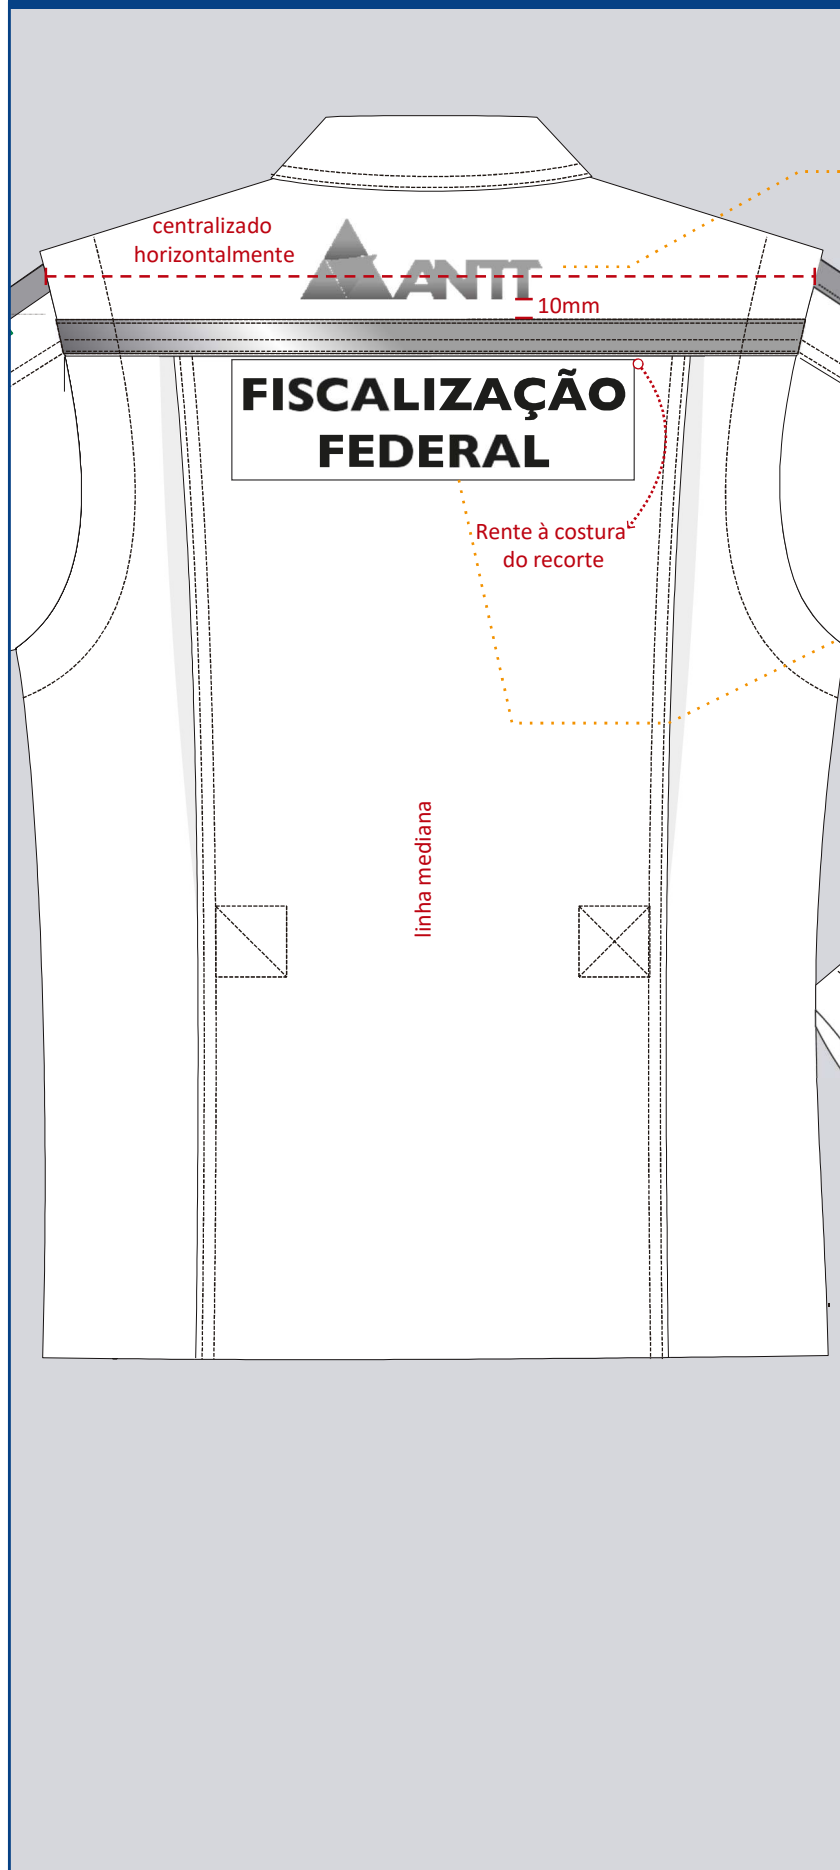 centralizado
horizontalmente
ANTT
10mm
FISCALIZAÇÃO
FEDERAL
Rente à costura
do recorte
linha mediana